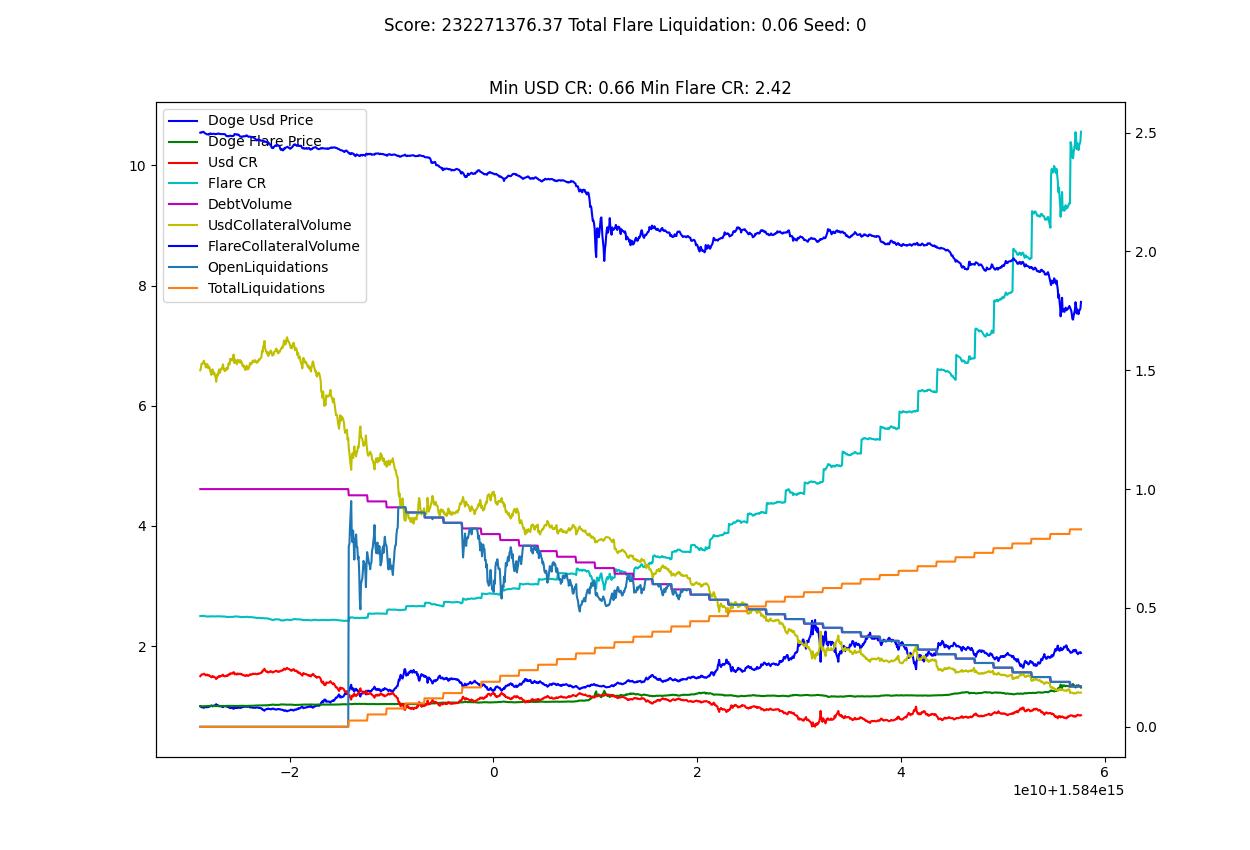 Score: 232271376.37 Total Flare Liquidation: 0.06 Seed: 0
Min USD CR: 0.66 Min Flare CR: 2.42
Doge Usd Price
Doge Flare Price
Usd CR
Flare CR
DebtVolume
UsdCollateralVolume
FlareCollateralVolume
OpenLiquidations
TotalLiquidations
10
8
6
4
2
2.5
2.0
1.5
1.0
0.5
0.0
−2 0 2 4 6
1e10+1.584e15